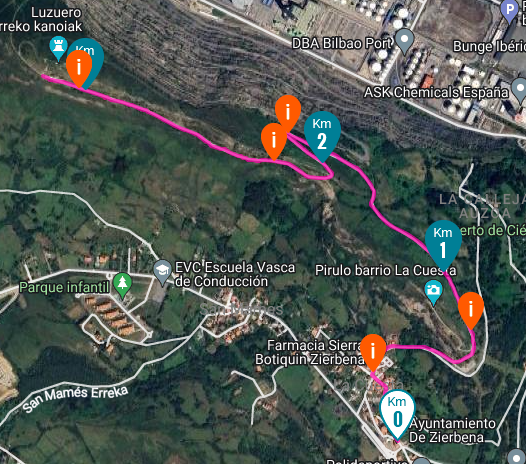 Luzuero
rreko kanoiak
Km
i
DBA Bilbao Port
P
Bunge Ibéric
ASK Chemicals España
i
i
Km
2
LA CALLEJA
AUZOA
erto de Cié
Km
1
Pirulo barrio La Cuesta
EVC Escuela Vasca
de Conducción
Parque infantil
i
Farmacia Sierra
Botiquin Zierbena
i
San Mamés Erreka
Km
0
Ayuntamiento
De Zierbena
Polideportivo